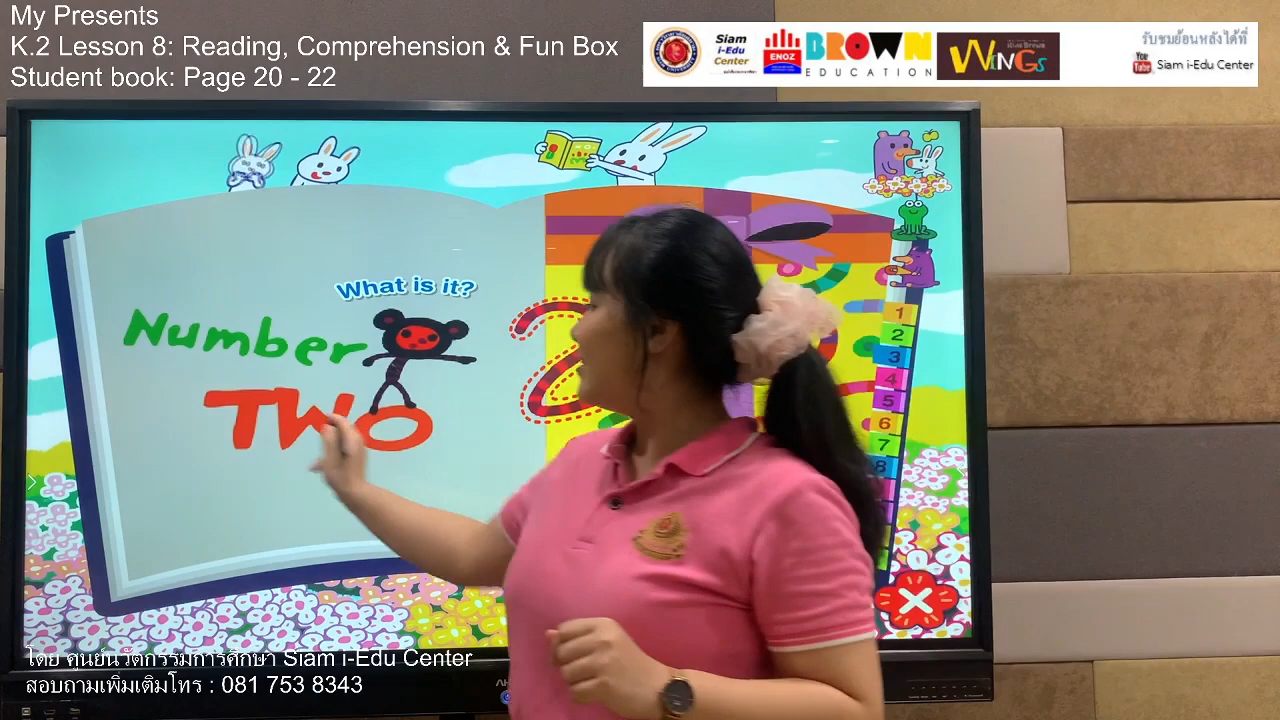 My Presents
K.2 Lesson 8: Reading, Comprehension & Fun Box
Student book: Page 20 - 22
Siam
i-Edu
Center
ENOZ
BROWN
EDUCATION
WiNGS
รับชมย้อนหลังได้ที่
You
Tube
Siam i-Edu Center
What is it?
Number
TWO
2
1
2
3
4
5
6
7
8
โดย ศูนย์นวัตกรรมการศึกษา Siam i-Edu Center
สอบถามเพิ่มเติมโทร : 081 753 8343